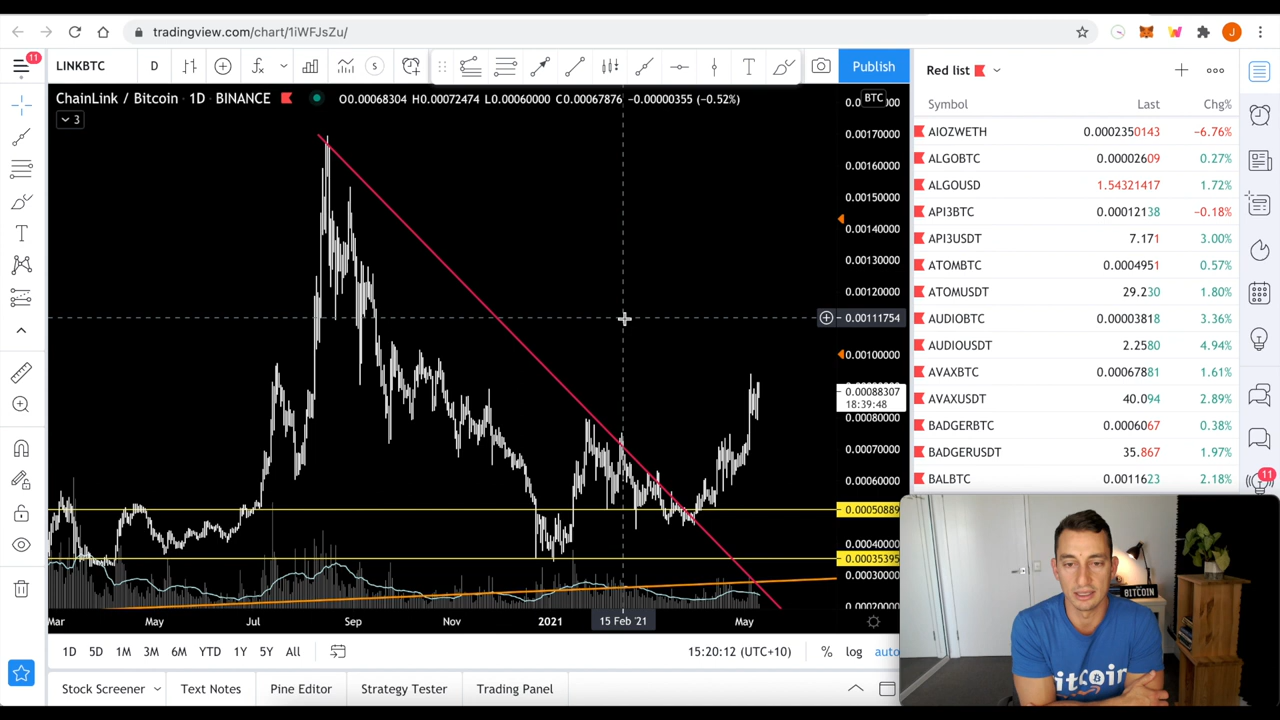 tradingview.com/chart/1iWFJsZu/
J
11
LINKBTC
D
S
T
Publish
Red list
ChainLink / Bitcoin · 1D · BINANCE
O0.00068304 H0.00072474 L0.00060000 C0.00067876 −0.00000355 (−0.52%)
BTC
3
Symbol Last Chg%
0.00170000
0.00160000
0.00150000
0.00140000
0.00130000
0.00120000
0.00111754
0.00100000
0.00088307
18:39:48
0.00080000
0.00070000
0.00060000
0.00050889
0.00040000
0.00035395
0.00030000
AIOZWETH 0.0002350143 −6.76%
ALGOBTC 0.00002609 0.27%
ALGOUSD 1.54321417 1.72%
API3BTC 0.00012138 −0.18%
API3USDT 7.171 3.00%
ATOMBTC 0.0004951 0.57%
ATOMUSDT 29.230 1.80%
AUDIOBTC 0.00003818 3.36%
AUDIOUSDT 2.2580 4.94%
AVAXBTC 0.00067881 1.61%
AVAXUSDT 40.094 2.89%
BADGERBTC 0.0006067 0.38%
BADGERUSDT 35.867 1.97%
BALBTC 0.0011623 2.18%
11
Mar May Jul Sep Nov 2021 15 Feb '21 May
1D 5D 1M 3M 6M YTD 1Y 5Y All
15:20:12 (UTC+10) % log auto
Stock Screener Text Notes Pine Editor Strategy Tester Trading Panel
BITCOIN
itcoin